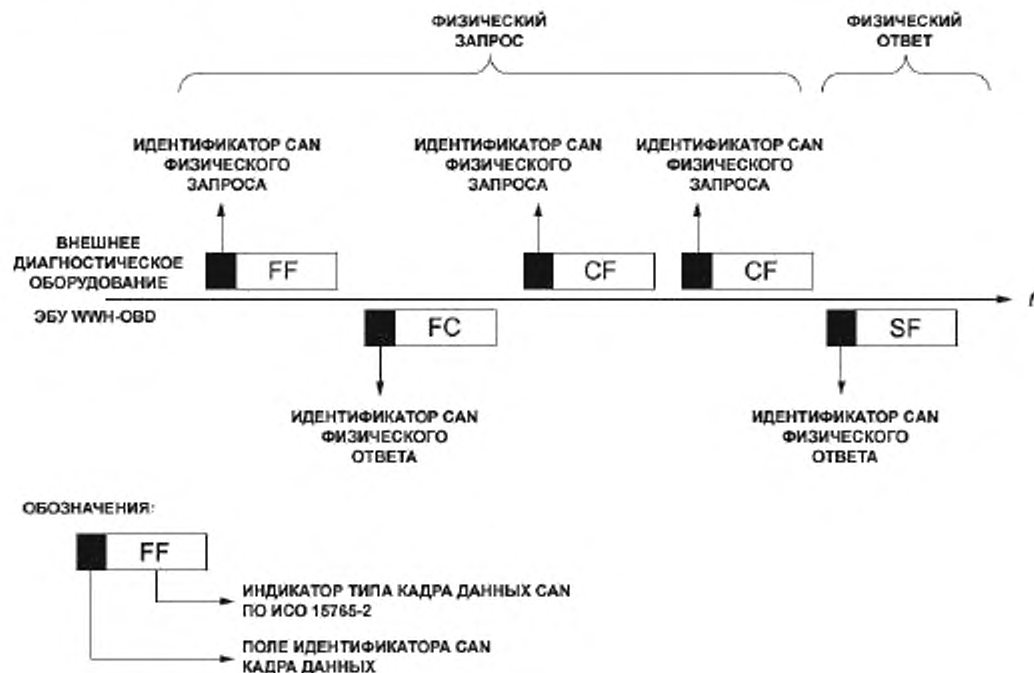 ФИЗИЧЕСКИЙ
ЗАПРОС
ФИЗИЧЕСКИЙ
ОТВЕТ
ИДЕНТИФИКАТОР CAN
ФИЗИЧЕСКОГО
ЗАПРОСА
ИДЕНТИФИКАТОР CAN
ФИЗИЧЕСКОГО
ЗАПРОСА
ИДЕНТИФИКАТОР CAN
ФИЗИЧЕСКОГО
ЗАПРОСА
ВНЕШНЕЕ
ДИАГНОСТИЧЕСКОЕ
ОБОРУДОВАНИЕ
FF
CF
CF
ЭБУ WWH-OBD
FC
SF
ИДЕНТИФИКАТОР CAN
ФИЗИЧЕСКОГО
ОТВЕТА
ИДЕНТИФИКАТОР CAN
ФИЗИЧЕСКОГО
ОТВЕТА
ОБОЗНАЧЕНИЯ:
FF
ИНДИКАТОР ТИПА КАДРА ДАННЫХ CAN
ПО ИСО 15765-2
ПОЛЕ ИДЕНТИФИКАТОРА CAN
КАДРА ДАННЫХ